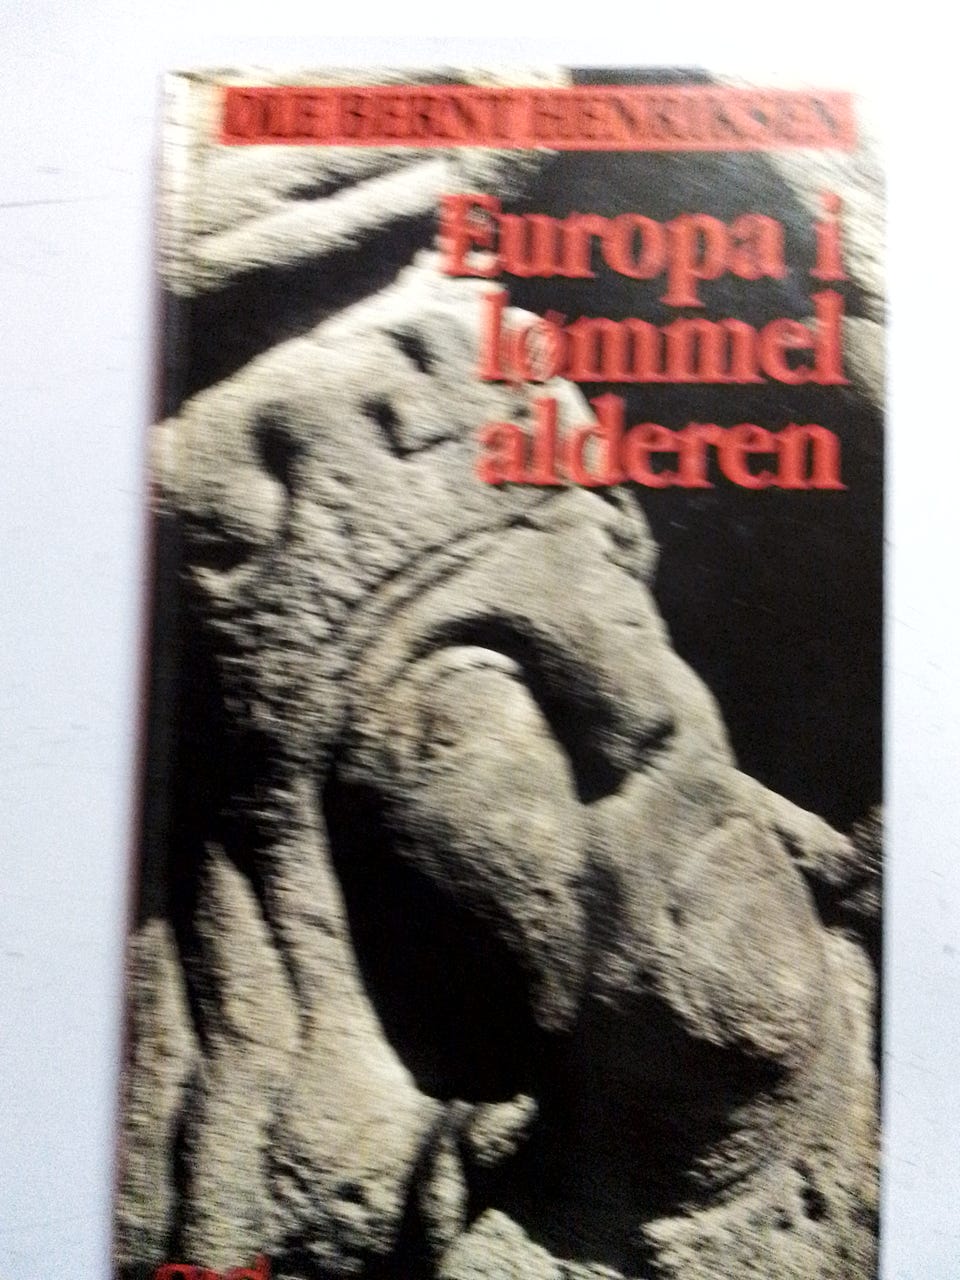 OLE BERNT HENRIKSEN
Europa i
lømmel
alderen